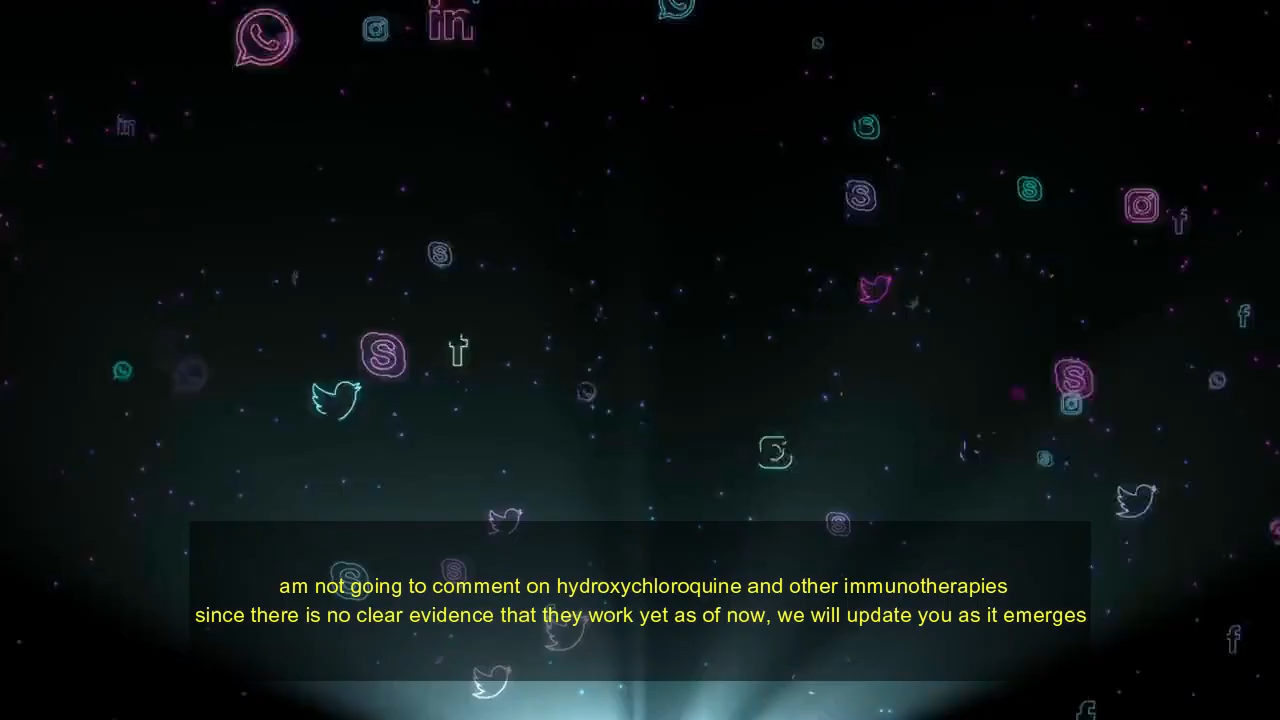 am not going to comment on hydroxychloroquine and other immunotherapies
since there is no clear evidence that they work yet as of now, we will update you as it emerges